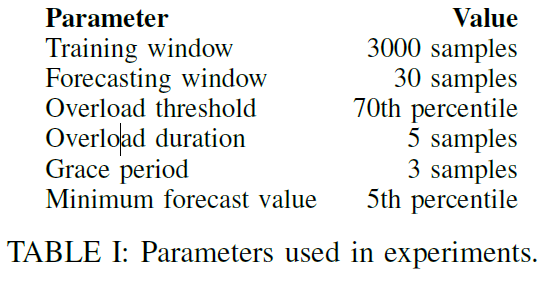 Parameter Value
Training window 3000 samples
Forecasting window 30 samples
Overload threshold 70th percentile
Overload duration 5 samples
Grace period 3 samples
Minimum forecast value 5th percentile
TABLE I: Parameters used in experiments.